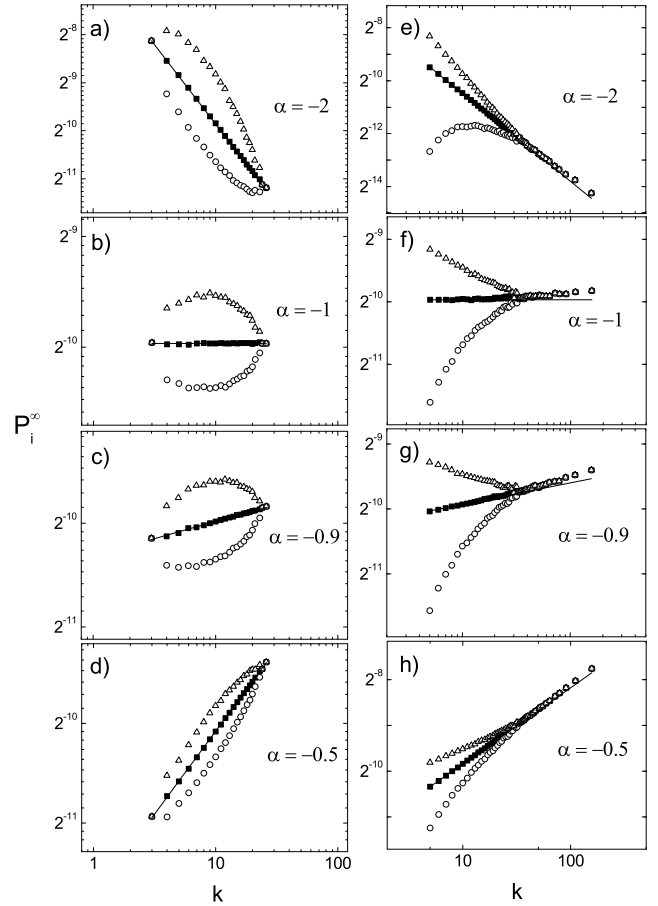 a)
2^-8
2^-9
2^-10
2^-11
α = −2
b)
2^-9
2^-10
α = −1
c)
2^-10
2^-11
α = −0.9
d)
2^-10
2^-11
α = −0.5
1
10
100
k
P_i^∞
e)
2^-8
2^-10
2^-12
2^-14
α = −2
f)
2^-9
2^-10
2^-11
α = −1
g)
2^-9
2^-10
2^-11
α = −0.9
h)
2^-8
2^-10
α = −0.5
10
100
k